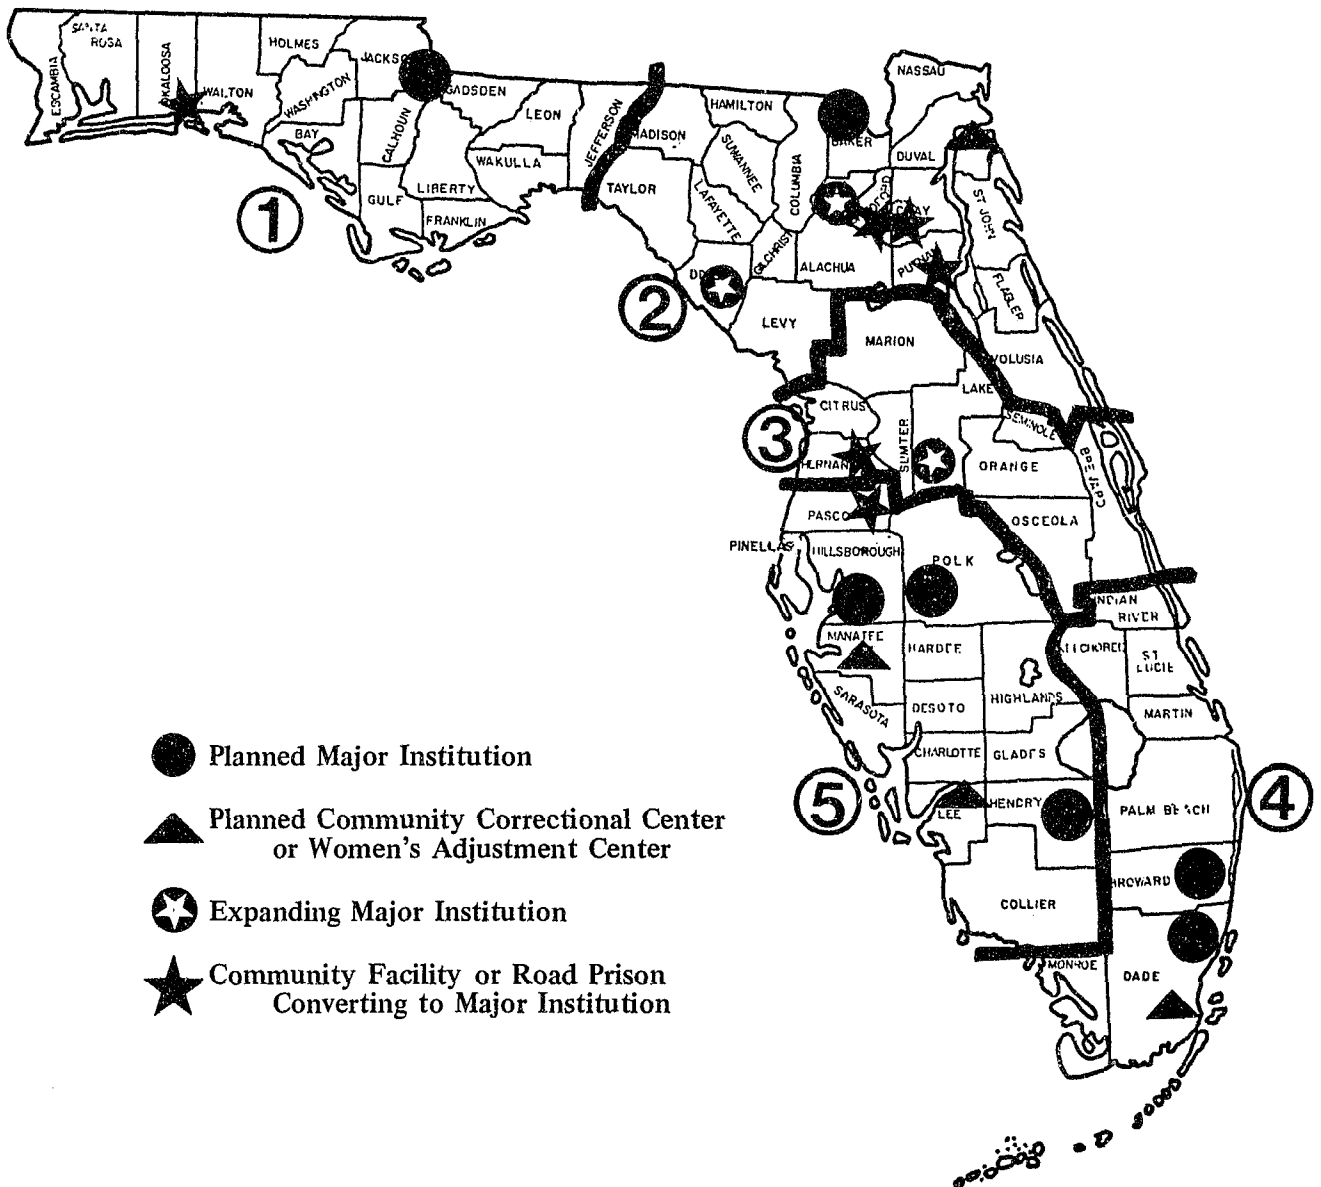 SANTA
ROSA
ESCAMBIA
OKALOOSA
WALTON
HOLMES
WASHINGTON
BAY
CALHOUN
GADSDEN
LEON
JEFFERSON
MADISON
HAMILTON
NASSAU
BAKER
DUVAL
WAKULLA
LIBERTY
GULF
FRANKLIN
TAYLOR
SUWANNEE
LAFAYETTE
COLUMBIA
GILCHRIST
ALACHUA
ST JOHN
FLAGLER
1
2
LEVY
MARION
VOLUSIA
LAKE
CITRUS
SEMINOLE
3
SUMTER
ORANGE
PASCO
OSCEOLA
PINELLAS
HILLSBOROUGH
POLK
INDIAN
RIVER
MANATEE
HARDEE
ST
LUCIE
SARASOTA
DESOTO
HIGHLANDS
MARTIN
CHARLOTTE
GLADES
5
LEE
HENDRY
PALM BEACH
4
BROWARD
COLLIER
MONROE
DADE
Planned Major Institution
Planned Community Correctional Center
or Women's Adjustment Center
Expanding Major Institution
Community Facility or Road Prison
Converting to Major Institution